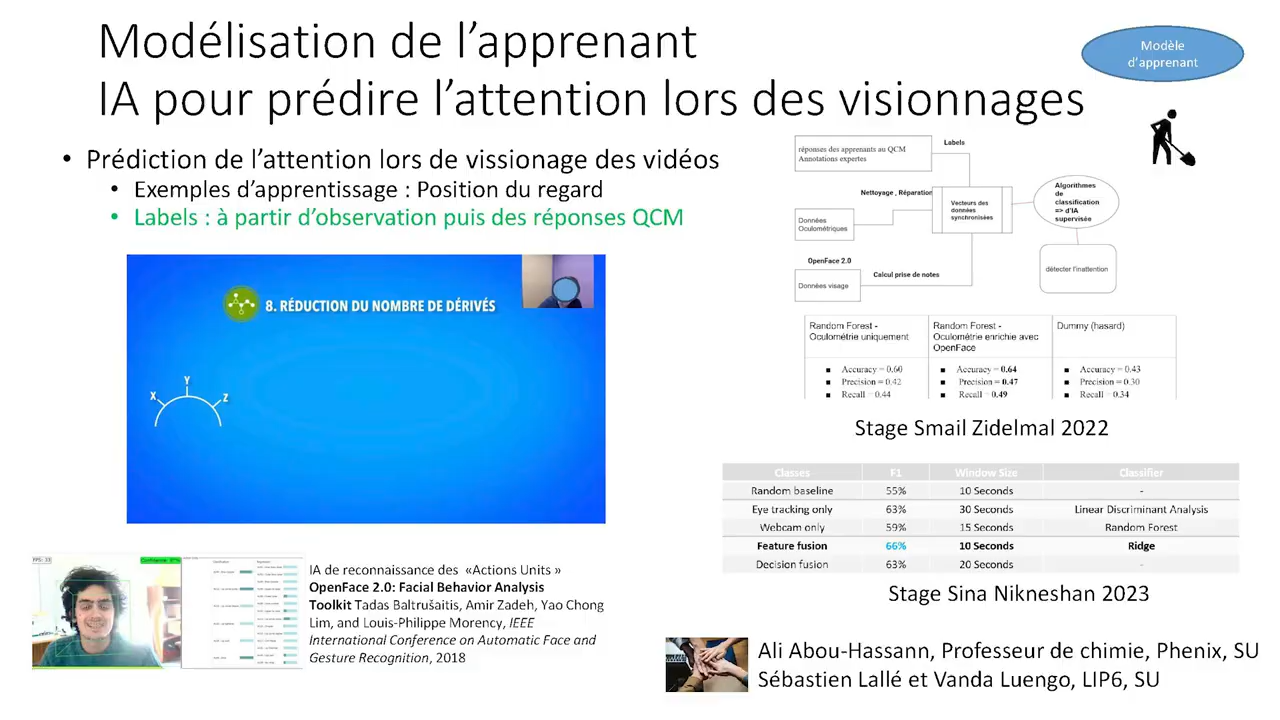 Modélisation de l'apprenant
IA pour prédire l'attention lors des visionnages
Modèle
d'apprenant
• Prédiction de l'attention lors de vissionage des vidéos
• Exemples d'apprentissage : Position du regard
• Labels : à partir d'observation puis des réponses QCM
8. RÉDUCTION DU NOMBRE DE DÉRIVÉS
X
Y
Z
réponses des apprenants au QCM
Annotations expertes
Labels
Nettoyage , Réparation
Données
Oculométriques
Vecteurs des
données
synchronisées
Algorithmes
de
classification
=> d'IA
supervisée
OpenFace 2.0
Calcul prise de notes
Données visage
détecter l'inattention
Random Forest -
Oculométrie uniquement
■ Accuracy = 0.60
■ Precision = 0.42
■ Recall = 0.44
Random Forest -
Oculométrie enrichie avec
OpenFace
■ Accuracy = 0.64
■ Precision = 0.47
■ Recall = 0.49
Dummy (hasard)
■ Accuracy = 0.43
■ Precision = 0.30
■ Recall = 0.34
Stage Smail Zidelmal 2022
Classes F1 Window Size Classifier
Random baseline 55% 10 Seconds -
Eye tracking only 63% 30 Seconds Linear Discriminant Analysis
Webcam only 59% 15 Seconds Random Forest
Feature fusion 66% 10 Seconds Ridge
Decision fusion 63% 20 Seconds -
Stage Sina Nikneshan 2023
IA de reconnaissance des «Actions Units »
OpenFace 2.0: Facial Behavior Analysis
Toolkit Tadas Baltrušaitis, Amir Zadeh, Yao Chong
Lim, and Louis-Philippe Morency, IEEE
International Conference on Automatic Face and
Gesture Recognition, 2018
Ali Abou-Hassann, Professeur de chimie, Phenix, SU
Sébastien Lallé et Vanda Luengo, LIP6, SU